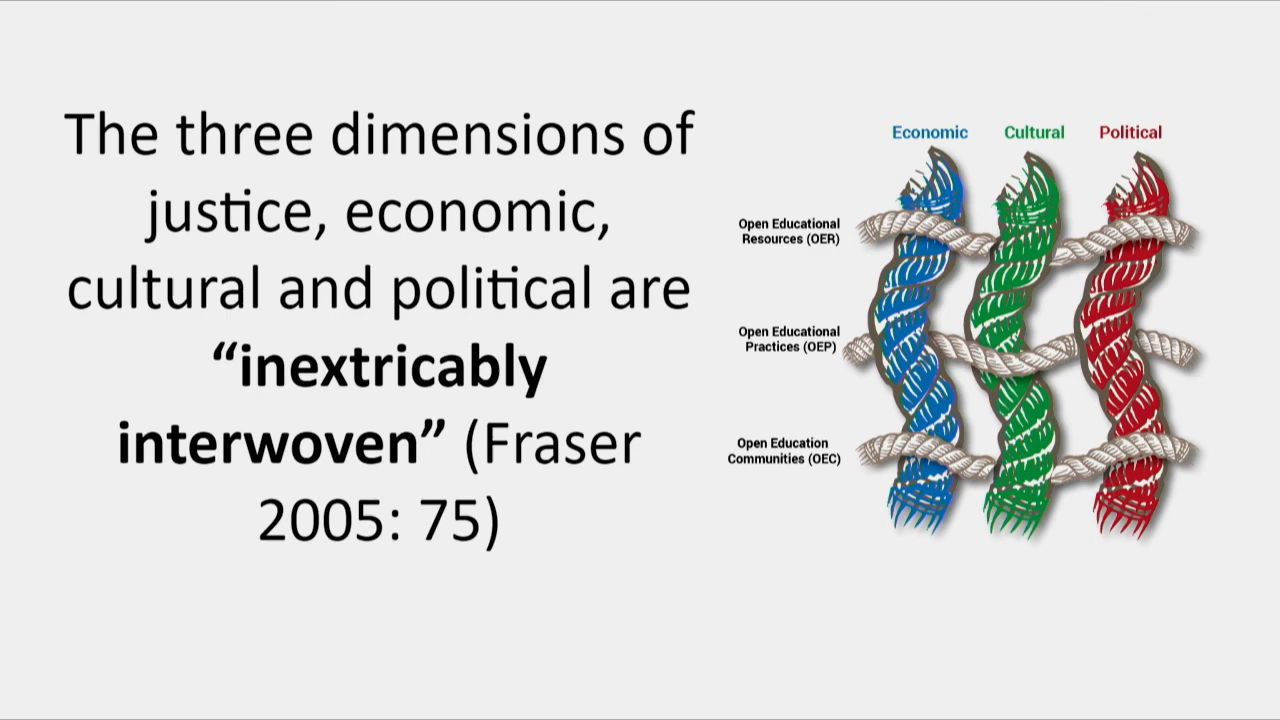 The three dimensions of
justice, economic,
cultural and political are
“inextricably
interwoven” (Fraser
2005: 75)
Economic Cultural Political
Open Educational
Resources (OER)
Open Educational
Practices (OEP)
Open Education
Communities (OEC)